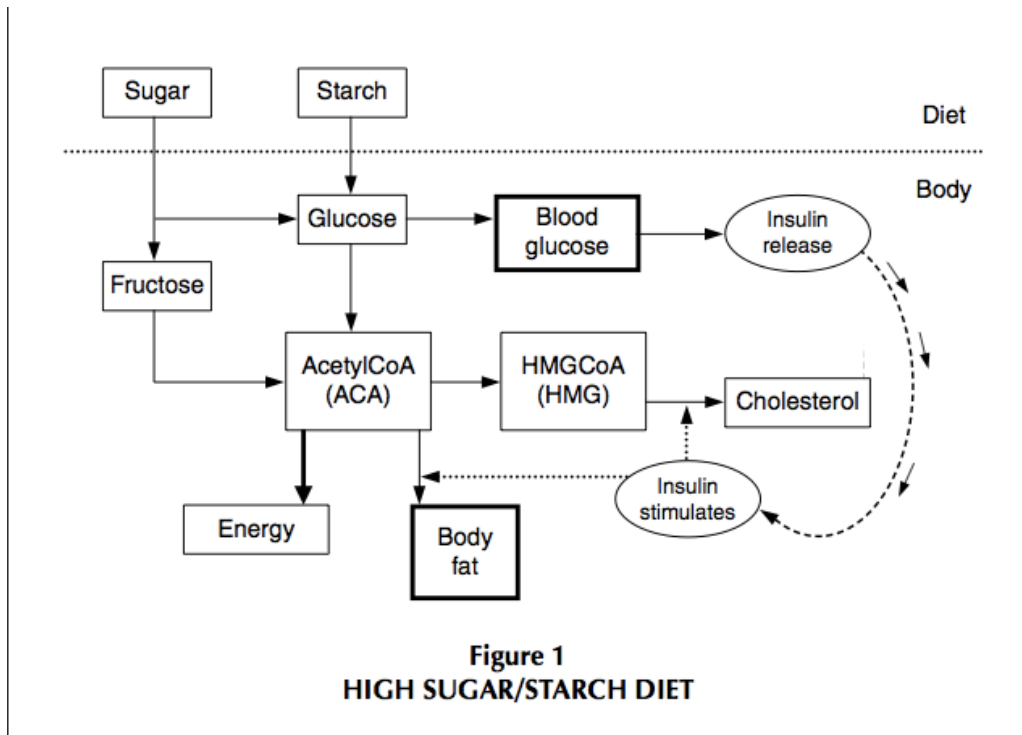 Sugar
Starch
Diet
Body
Glucose
Blood
glucose
Insulin
release
Fructose
AcetylCoA
(ACA)
HMGCoA
(HMG)
Cholesterol
Insulin
stimulates
Energy
Body
fat
Figure 1
HIGH SUGAR/STARCH DIET